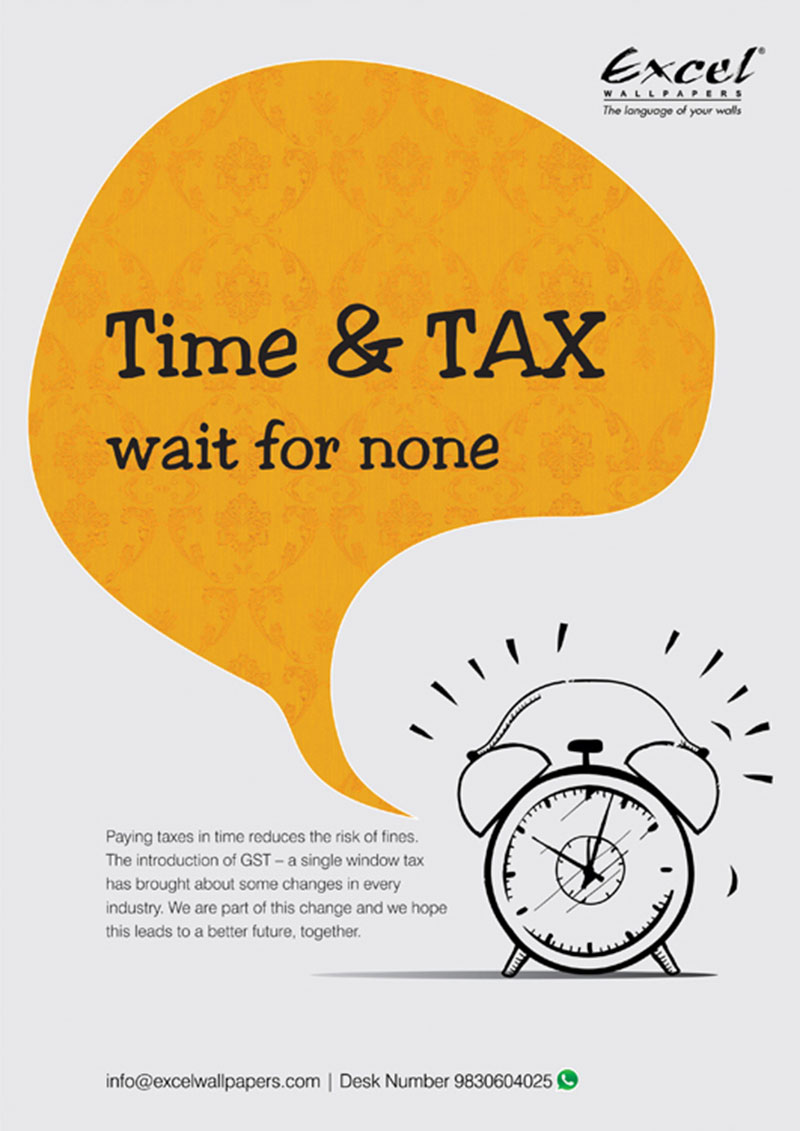 Excel®
WALLPAPERS
The language of your walls
Time & TAX
wait for none
Paying taxes in time reduces the risk of fines.
The introduction of GST – a single window tax
has brought about some changes in every
industry. We are part of this change and we hope
this leads to a better future, together.
info@excelwallpapers.com | Desk Number 9830604025